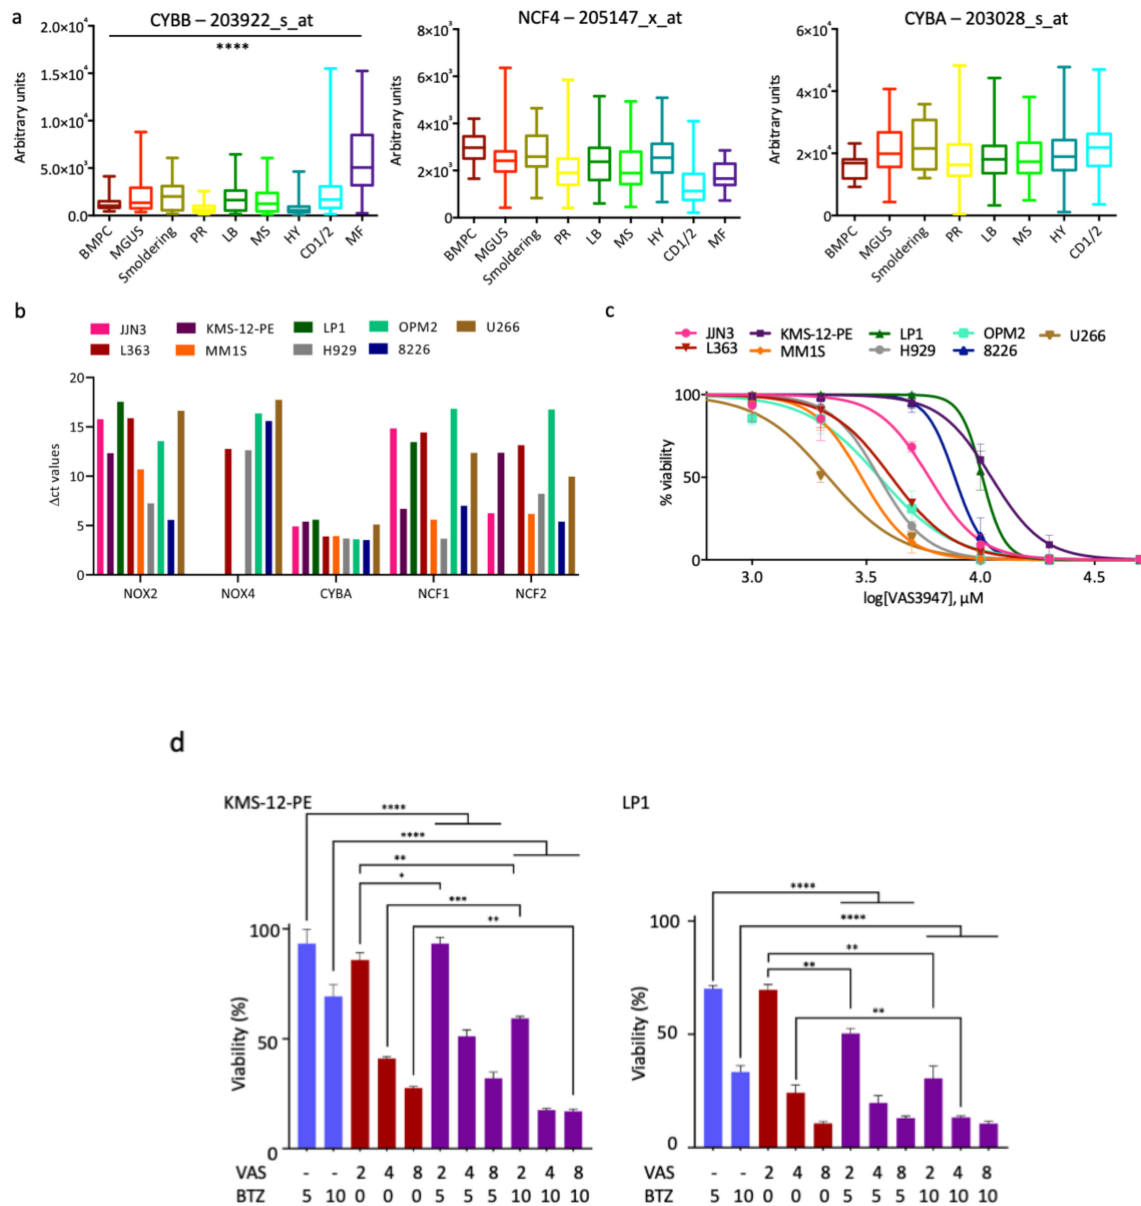 a
CYBB – 203922_s_at
NCF4 – 205147_x_at
CYBA – 203028_s_at
****
Arbitrary units
2.0×10⁴
1.5×10⁴
1.0×10⁴
5.0×10³
0.0
BMPC
MGUS
Smoldering
PR
LB
MS
HY
CD1/2
MF
Arbitrary units
8×10³
6×10³
4×10³
2×10³
0
BMPC
MGUS
Smoldering
PR
LB
MS
HY
CD1/2
MF
Arbitrary units
6×10⁴
4×10⁴
2×10⁴
0
BMPC
MGUS
Smoldering
PR
LB
MS
HY
CD1/2
b
JJN3 KMS-12-PE LP1 OPM2 U266
L363 MM1S H929 8226
Δct values
20
15
10
5
0
NOX2 NOX4 CYBA NCF1 NCF2
c
JJN3 KMS-12-PE LP1 OPM2 U266
L363 MM1S H929 8226
% viability
100
50
0
3.0 3.5 4.0 4.5
log[VAS3947], μM
d
KMS-12-PE
****
****
**
*
***
**
Viability (%)
100
50
0
VAS - - 2 4 8 2 4 8 2 4 8
BTZ 5 10 0 0 0 5 5 5 10 10 10
LP1
****
****
**
**
**
Viability (%)
100
50
0
VAS - - 2 4 8 2 4 8 2 4 8
BTZ 5 10 0 0 0 5 5 5 10 10 10